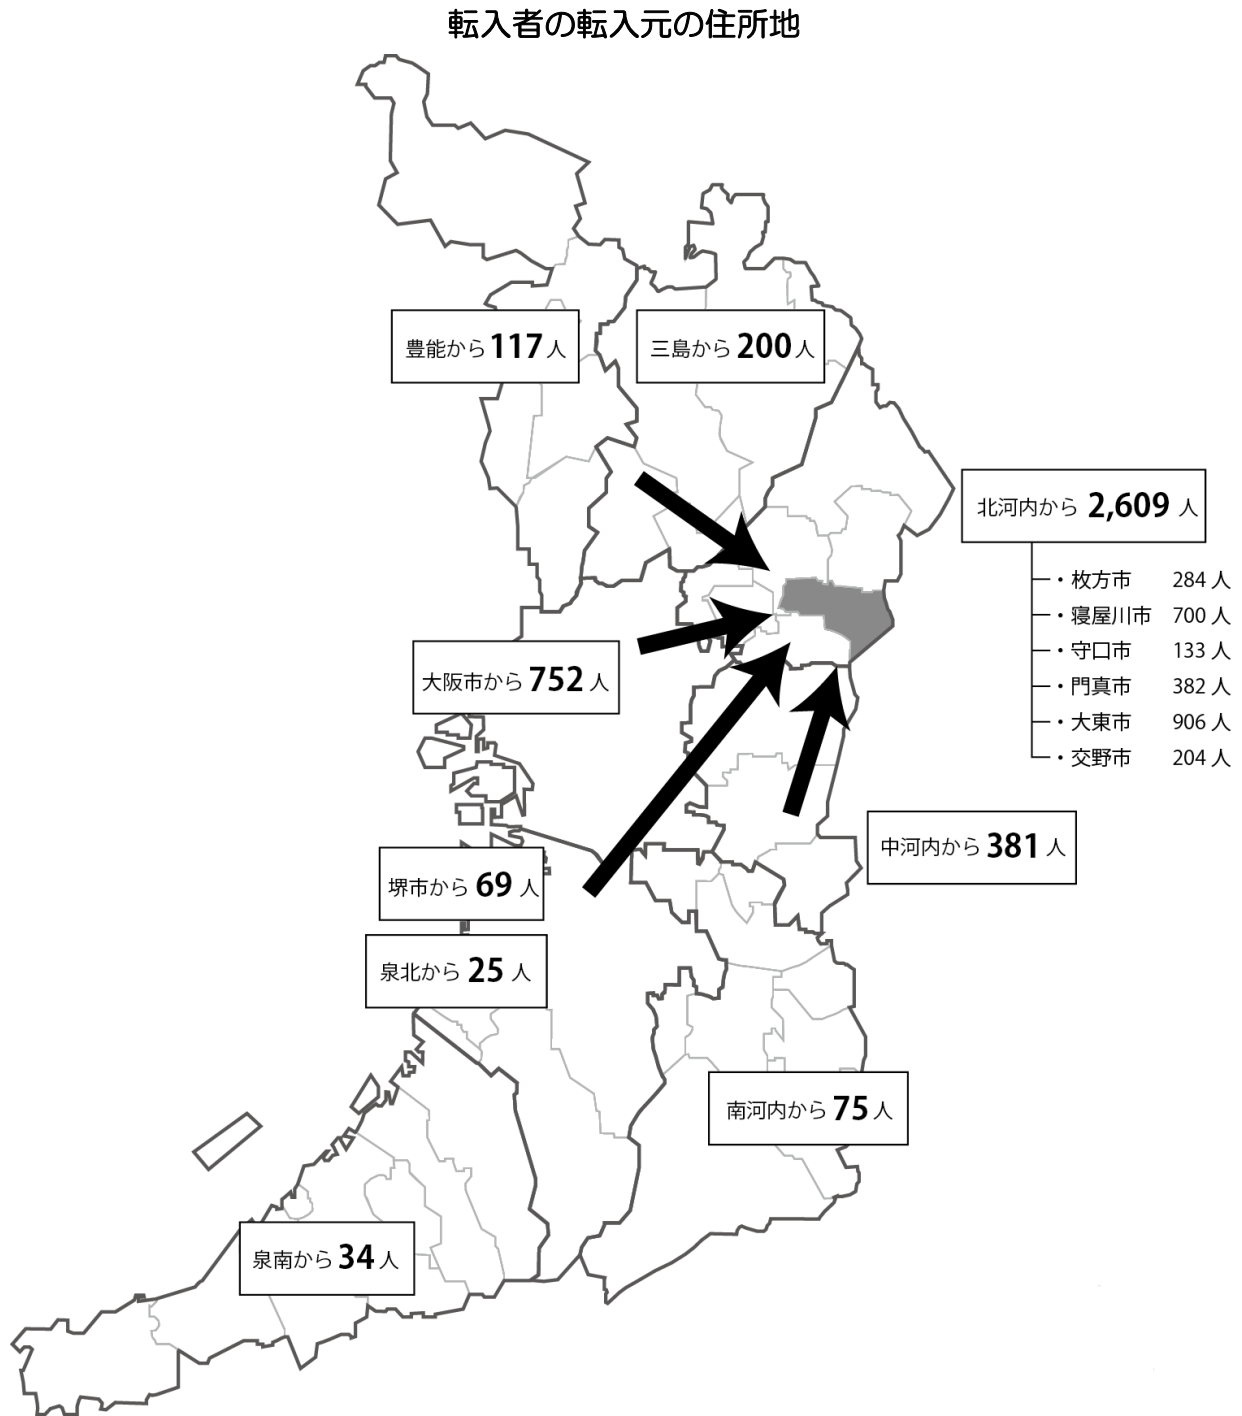 転入者の転入元の住所地
豊能から 117 人
三島から 200 人
北河内から 2,609 人
・枚方市 284 人
・寝屋川市 700 人
・守口市 133 人
・門真市 382 人
・大東市 906 人
・交野市 204 人
大阪市から 752 人
中河内から 381 人
堺市から 69 人
泉北から 25 人
南河内から 75 人
泉南から 34 人